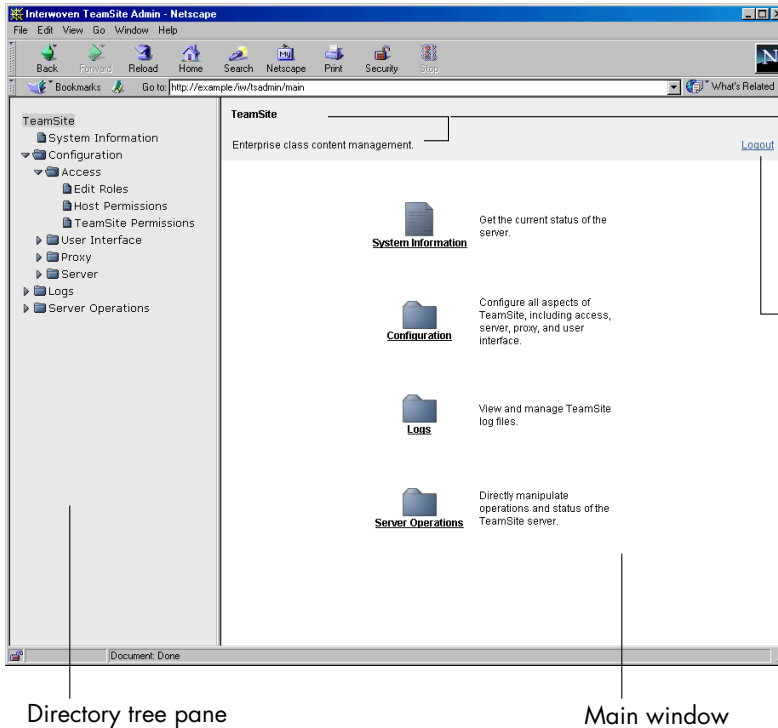 Interwoven TeamSite Admin - Netscape
File Edit View Go Window Help
Back Forward Reload Home Search Netscape Print Security Stop
My
N
Bookmarks Go to: http://example/iw/tsadmin/main What's Related
TeamSite
System Information
Configuration
Access
Edit Roles
Host Permissions
TeamSite Permissions
User Interface
Proxy
Server
Logs
Server Operations
TeamSite
Enterprise class content management.
Logout
System Information
Get the current status of the
server.
Configuration
Configure all aspects of
TeamSite, including access,
server, proxy, and user
interface.
Logs
View and manage TeamSite
log files.
Server Operations
Directly manipulate
operations and status of the
TeamSite server.
Document: Done
Directory tree pane
Main window